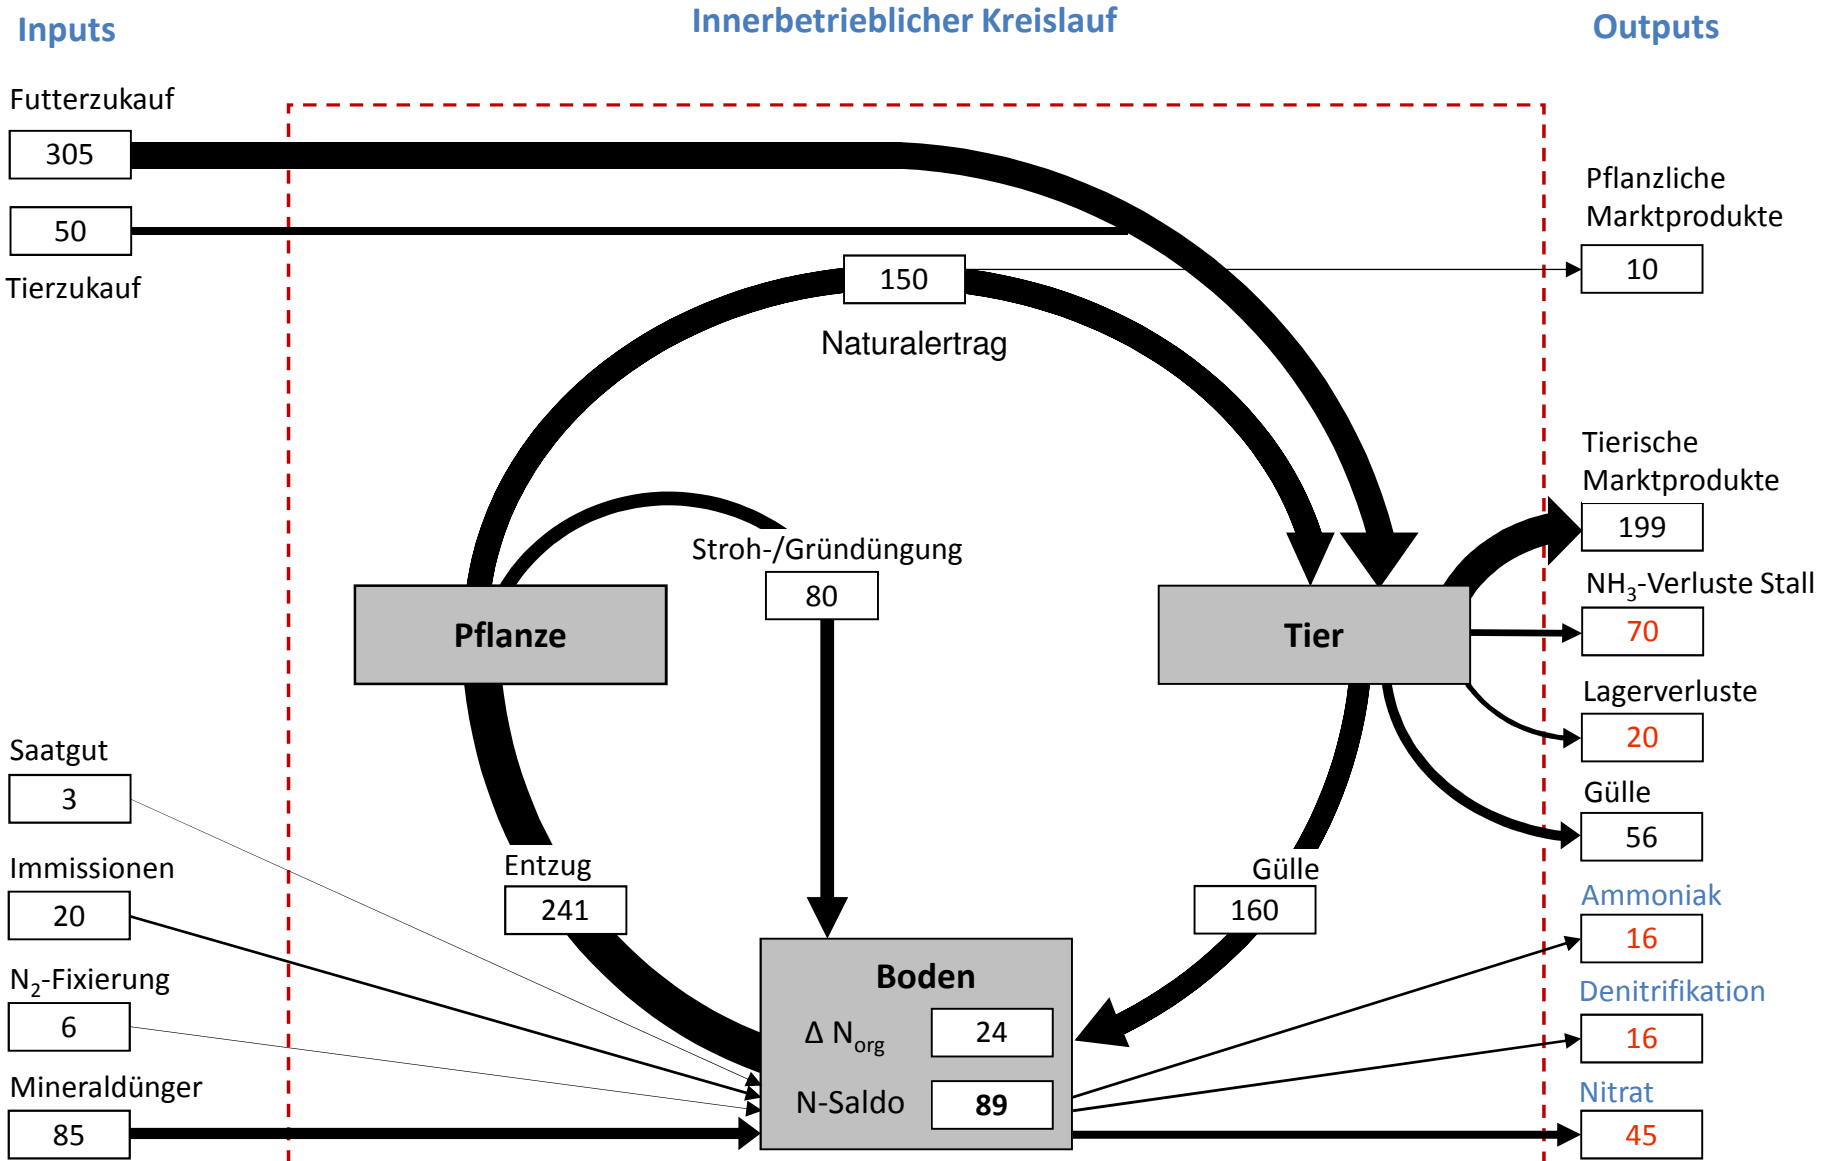 Inputs
Innerbetrieblicher Kreislauf
Outputs
Futterzukauf
305
50
Tierzukauf
Pflanzliche
Marktprodukte
10
150
Naturalertrag
Tierische
Marktprodukte
199
Stroh-/Gründüngung
80
NH₃-Verluste Stall
70
Pflanze
Tier
Lagerverluste
20
Saatgut
3
Gülle
56
Immissionen
20
Entzug
241
Gülle
160
Ammoniak
16
N₂-Fixierung
6
Boden
Δ N_org
24
Denitrifikation
16
Mineraldünger
85
N-Saldo
89
Nitrat
45